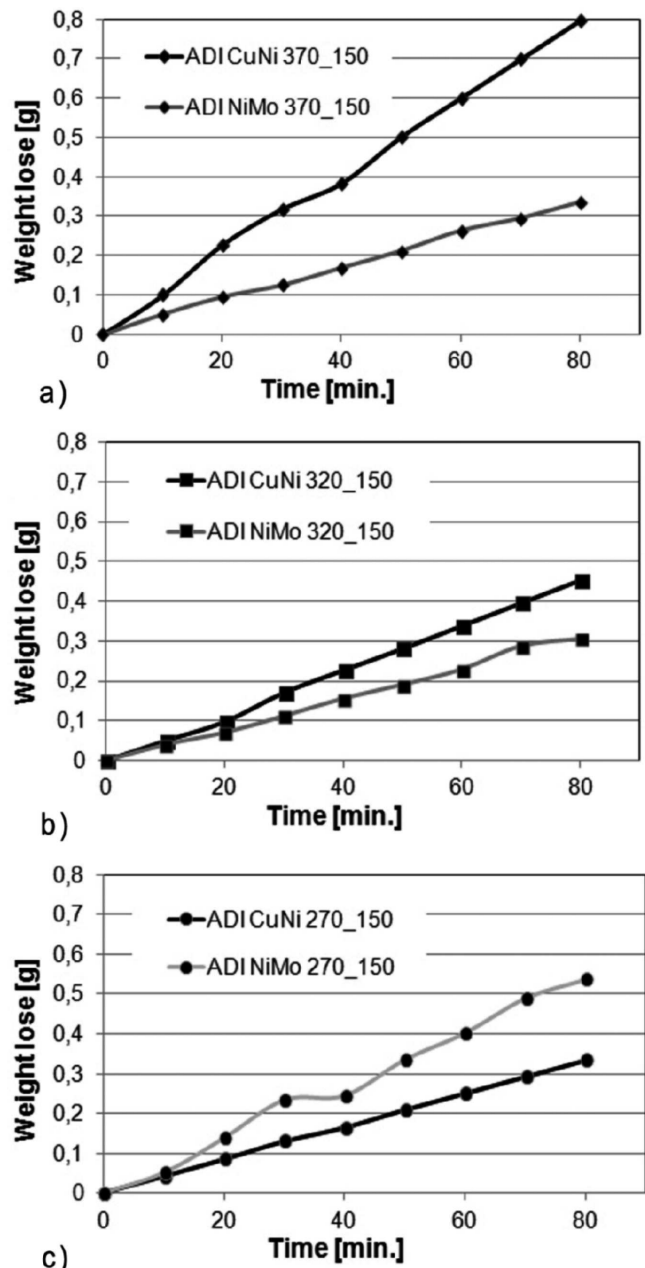 0,8
0,7
0,6
0,5
0,4
0,3
0,2
0,1
0
Weight lose [g]
ADI CuNi 370_150
ADI NiMo 370_150
0 20 40 60 80
Time [min.]
a)
0,8
0,7
0,6
0,5
0,4
0,3
0,2
0,1
0
Weight lose [g]
ADI CuNi 320_150
ADI NiMo 320_150
0 20 40 60 80
Time [min.]
b)
0,8
0,7
0,6
0,5
0,4
0,3
0,2
0,1
0
Weight lose [g]
ADI CuNi 270_150
ADI NiMo 270_150
0 20 40 60 80
Time [min.]
c)